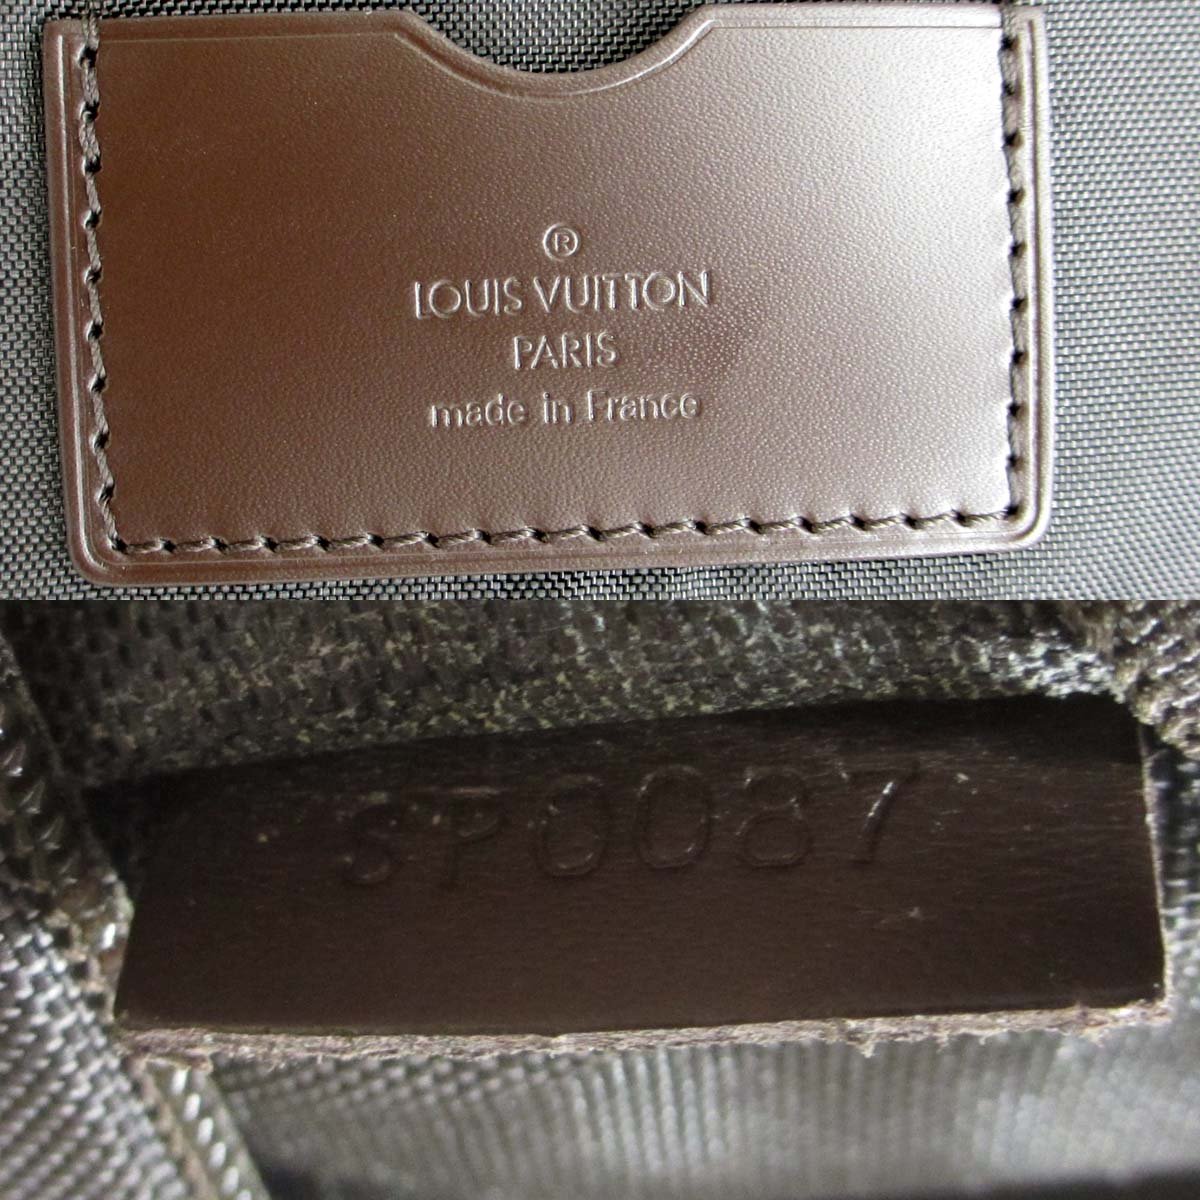 ®
LOUIS VUITTON
PARIS
made in France
SP0087